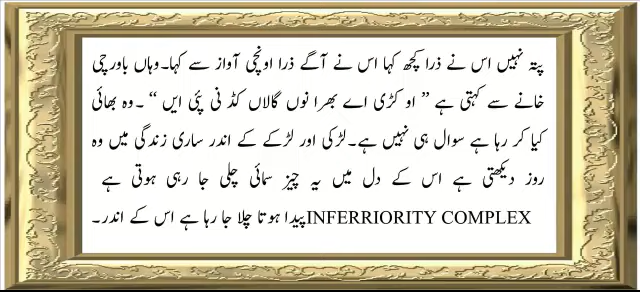 پتہ نہیں اس نے ذرا کچھ کہا اس نے آگے ذرا اونچی آواز سے کہا۔وہاں باورچی
خانے سے کہتی ہے ” او کڑی اے بھرا نوں گالاں کڈ نی پئی ایں “ ۔وہ بھائی
کیا کر رہا ہے سوال ہی نہیں ہے۔لڑکی اور لڑکے کے اندر ساری زندگی میں وہ
روز دیکھتی ہے اس کے دل میں یہ چیز سمائی چلی جا رہی ہوتی ہے
INFERRIORITY COMPLEXپیدا ہوتا چلا جا رہا ہے اس کے اندر۔